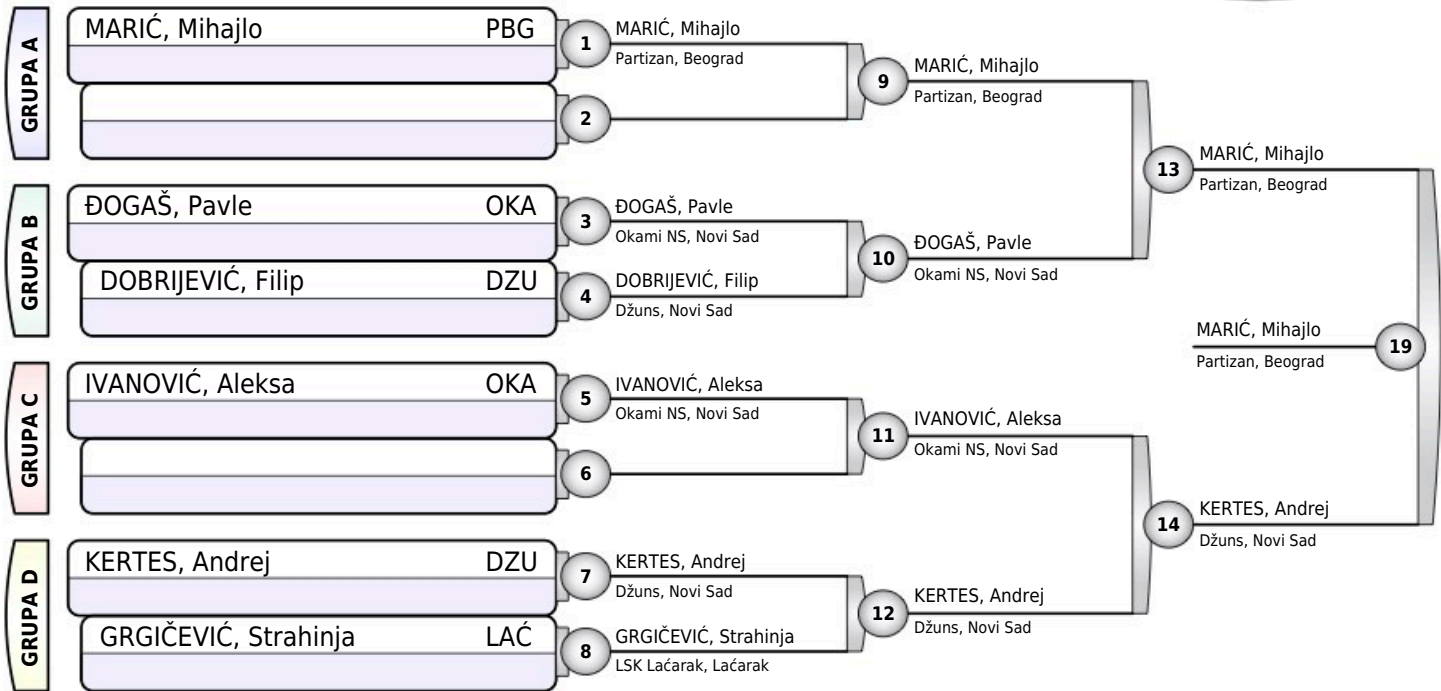 GRUPA A
MARIĆ, Mihajlo PBG
1
MARIĆ, Mihajlo
Partizan, Beograd
2
9
MARIĆ, Mihajlo
Partizan, Beograd
GRUPA B
ĐOGAŠ, Pavle OKA
3
ĐOGAŠ, Pavle
Okami NS, Novi Sad
DOBRIJEVIĆ, Filip DZU
4
DOBRIJEVIĆ, Filip
Džuns, Novi Sad
10
ĐOGAŠ, Pavle
Okami NS, Novi Sad
13
MARIĆ, Mihajlo
Partizan, Beograd
GRUPA C
IVANOVIĆ, Aleksa OKA
5
IVANOVIĆ, Aleksa
Okami NS, Novi Sad
6
11
IVANOVIĆ, Aleksa
Okami NS, Novi Sad
GRUPA D
KERTES, Andrej DZU
7
KERTES, Andrej
Džuns, Novi Sad
GRGIČEVIĆ, Strahinja LAĆ
8
GRGIČEVIĆ, Strahinja
LSK Laćarak, Laćarak
12
KERTES, Andrej
Džuns, Novi Sad
14
KERTES, Andrej
Džuns, Novi Sad
MARIĆ, Mihajlo
Partizan, Beograd
19